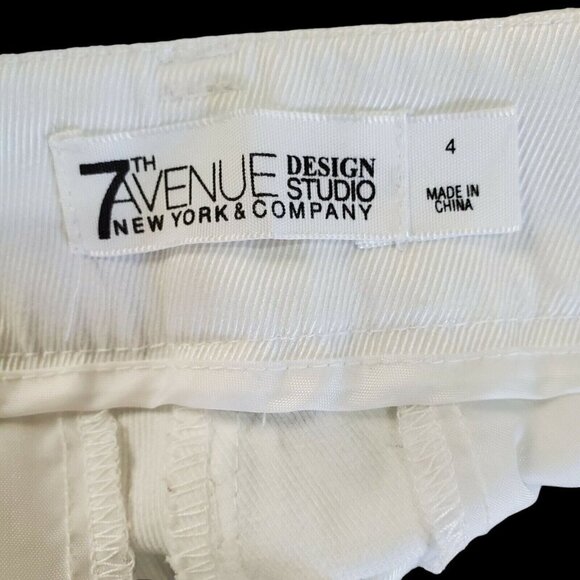 7TH AVENUE DESIGN STUDIO
NEW YORK & COMPANY
4
MADE IN
CHINA